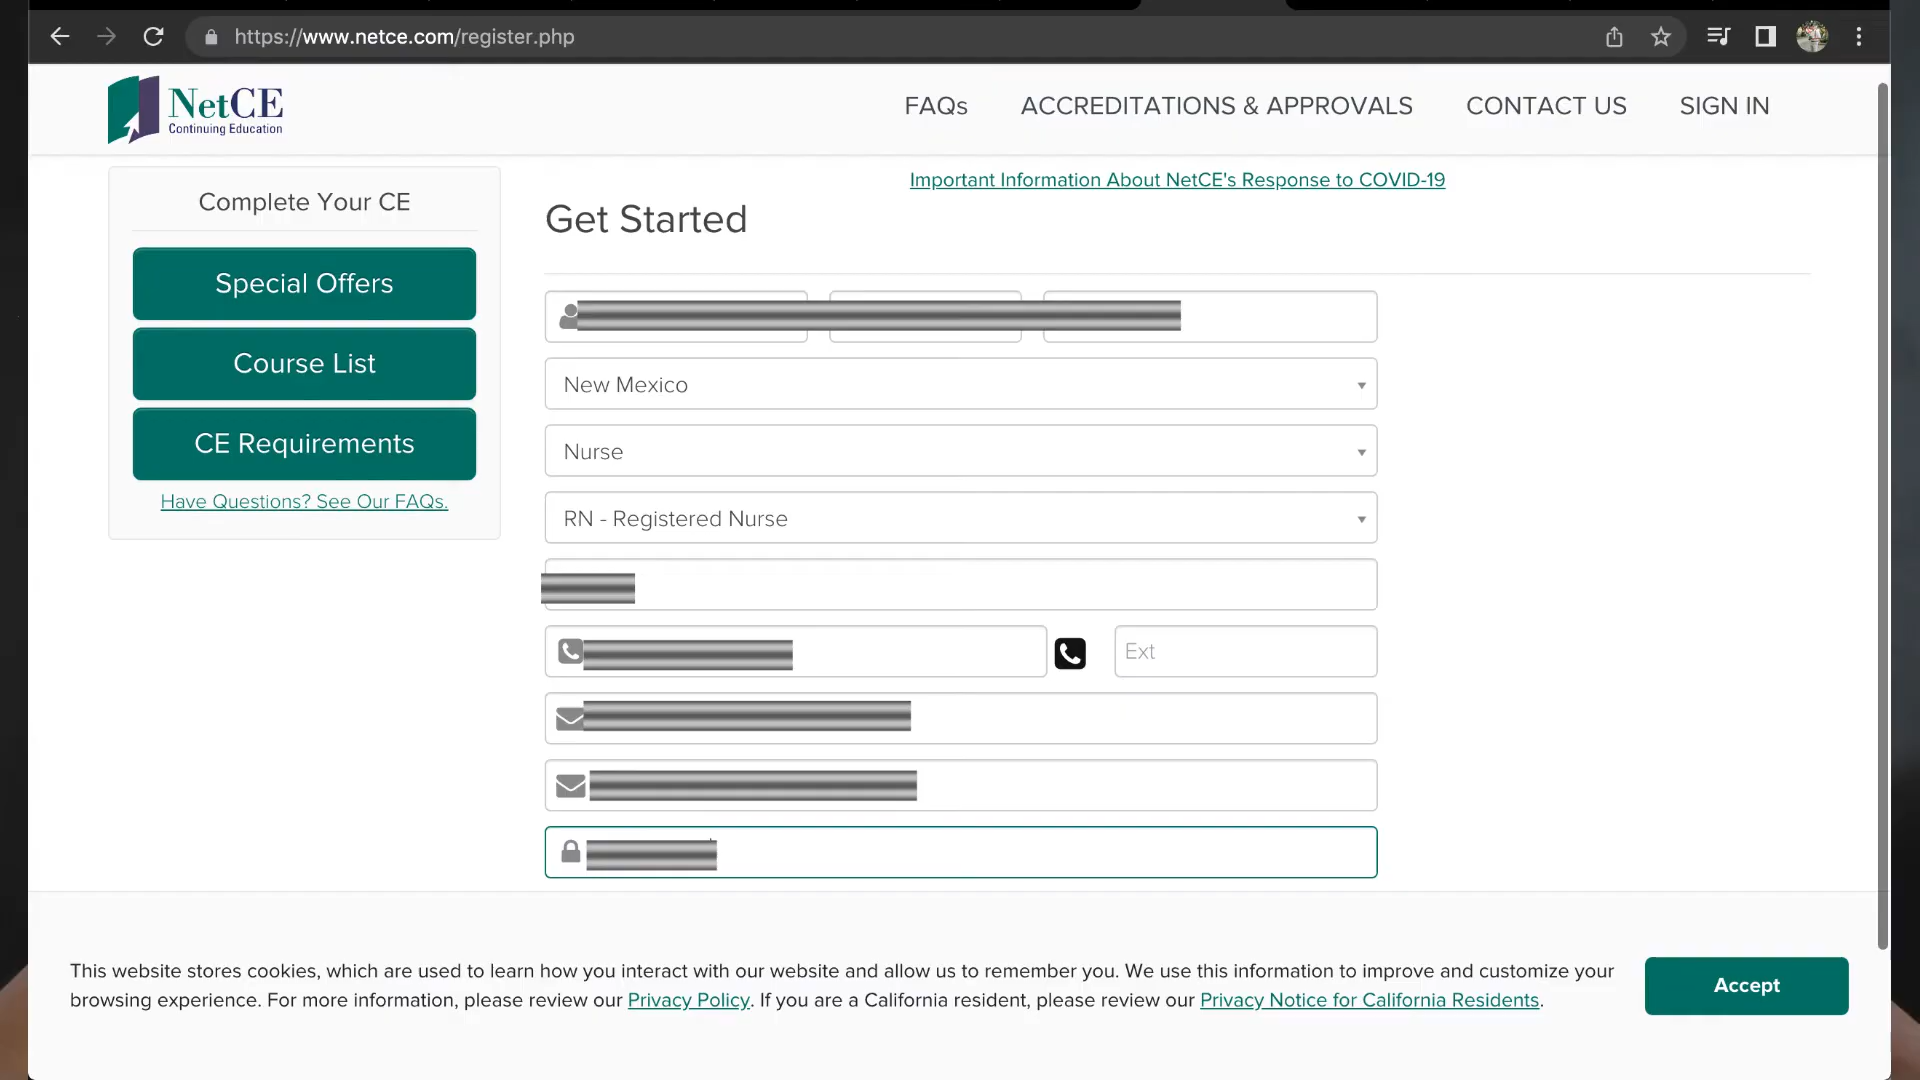 https://www.netce.com/register.php
NetCE
Continuing Education
FAQs
ACCREDITATIONS & APPROVALS
CONTACT US
SIGN IN
Important Information About NetCE's Response to COVID-19
Complete Your CE
Special Offers
Course List
CE Requirements
Have Questions? See Our FAQs.
Get Started
New Mexico
Nurse
RN - Registered Nurse
Ext
This website stores cookies, which are used to learn how you interact with our website and allow us to remember you. We use this information to improve and customize your
browsing experience. For more information, please review our Privacy Policy. If you are a California resident, please review our Privacy Notice for California Residents.
Accept